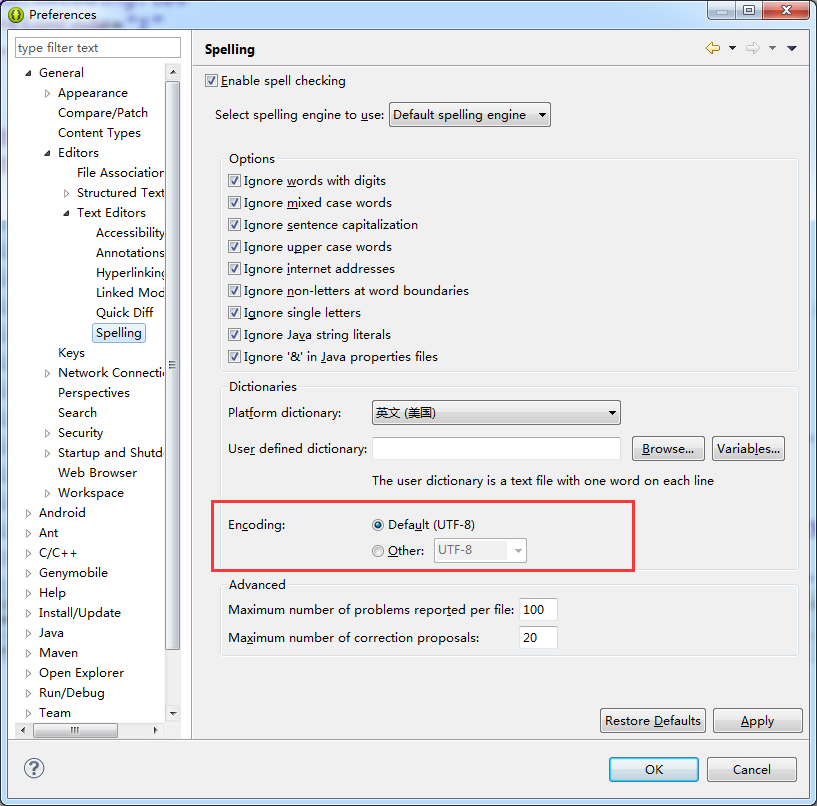 Preferences
type filter text
Spelling
General
Appearance
Compare/Patch
Content Types
Editors
File Association
Structured Text
Text Editors
Accessibility
Annotations
Hyperlinking
Linked Mod
Quick Diff
Spelling
Keys
Network Connecti
Perspectives
Search
Security
Startup and Shutd
Web Browser
Workspace
Android
Ant
C/C++
Genymobile
Help
Install/Update
Java
Maven
Open Explorer
Run/Debug
Team
Enable spell checking
Select spelling engine to use: Default spelling engine
Options
Ignore words with digits
Ignore mixed case words
Ignore sentence capitalization
Ignore upper case words
Ignore internet addresses
Ignore non-letters at word boundaries
Ignore single letters
Ignore Java string literals
Ignore '&' in Java properties files
Dictionaries
Platform dictionary: 英文 (美国)
User defined dictionary: Browse... Variables...
The user dictionary is a text file with one word on each line
Encoding: Default (UTF-8)
Other: UTF-8
Advanced
Maximum number of problems reported per file: 100
Maximum number of correction proposals: 20
Restore Defaults Apply
OK Cancel